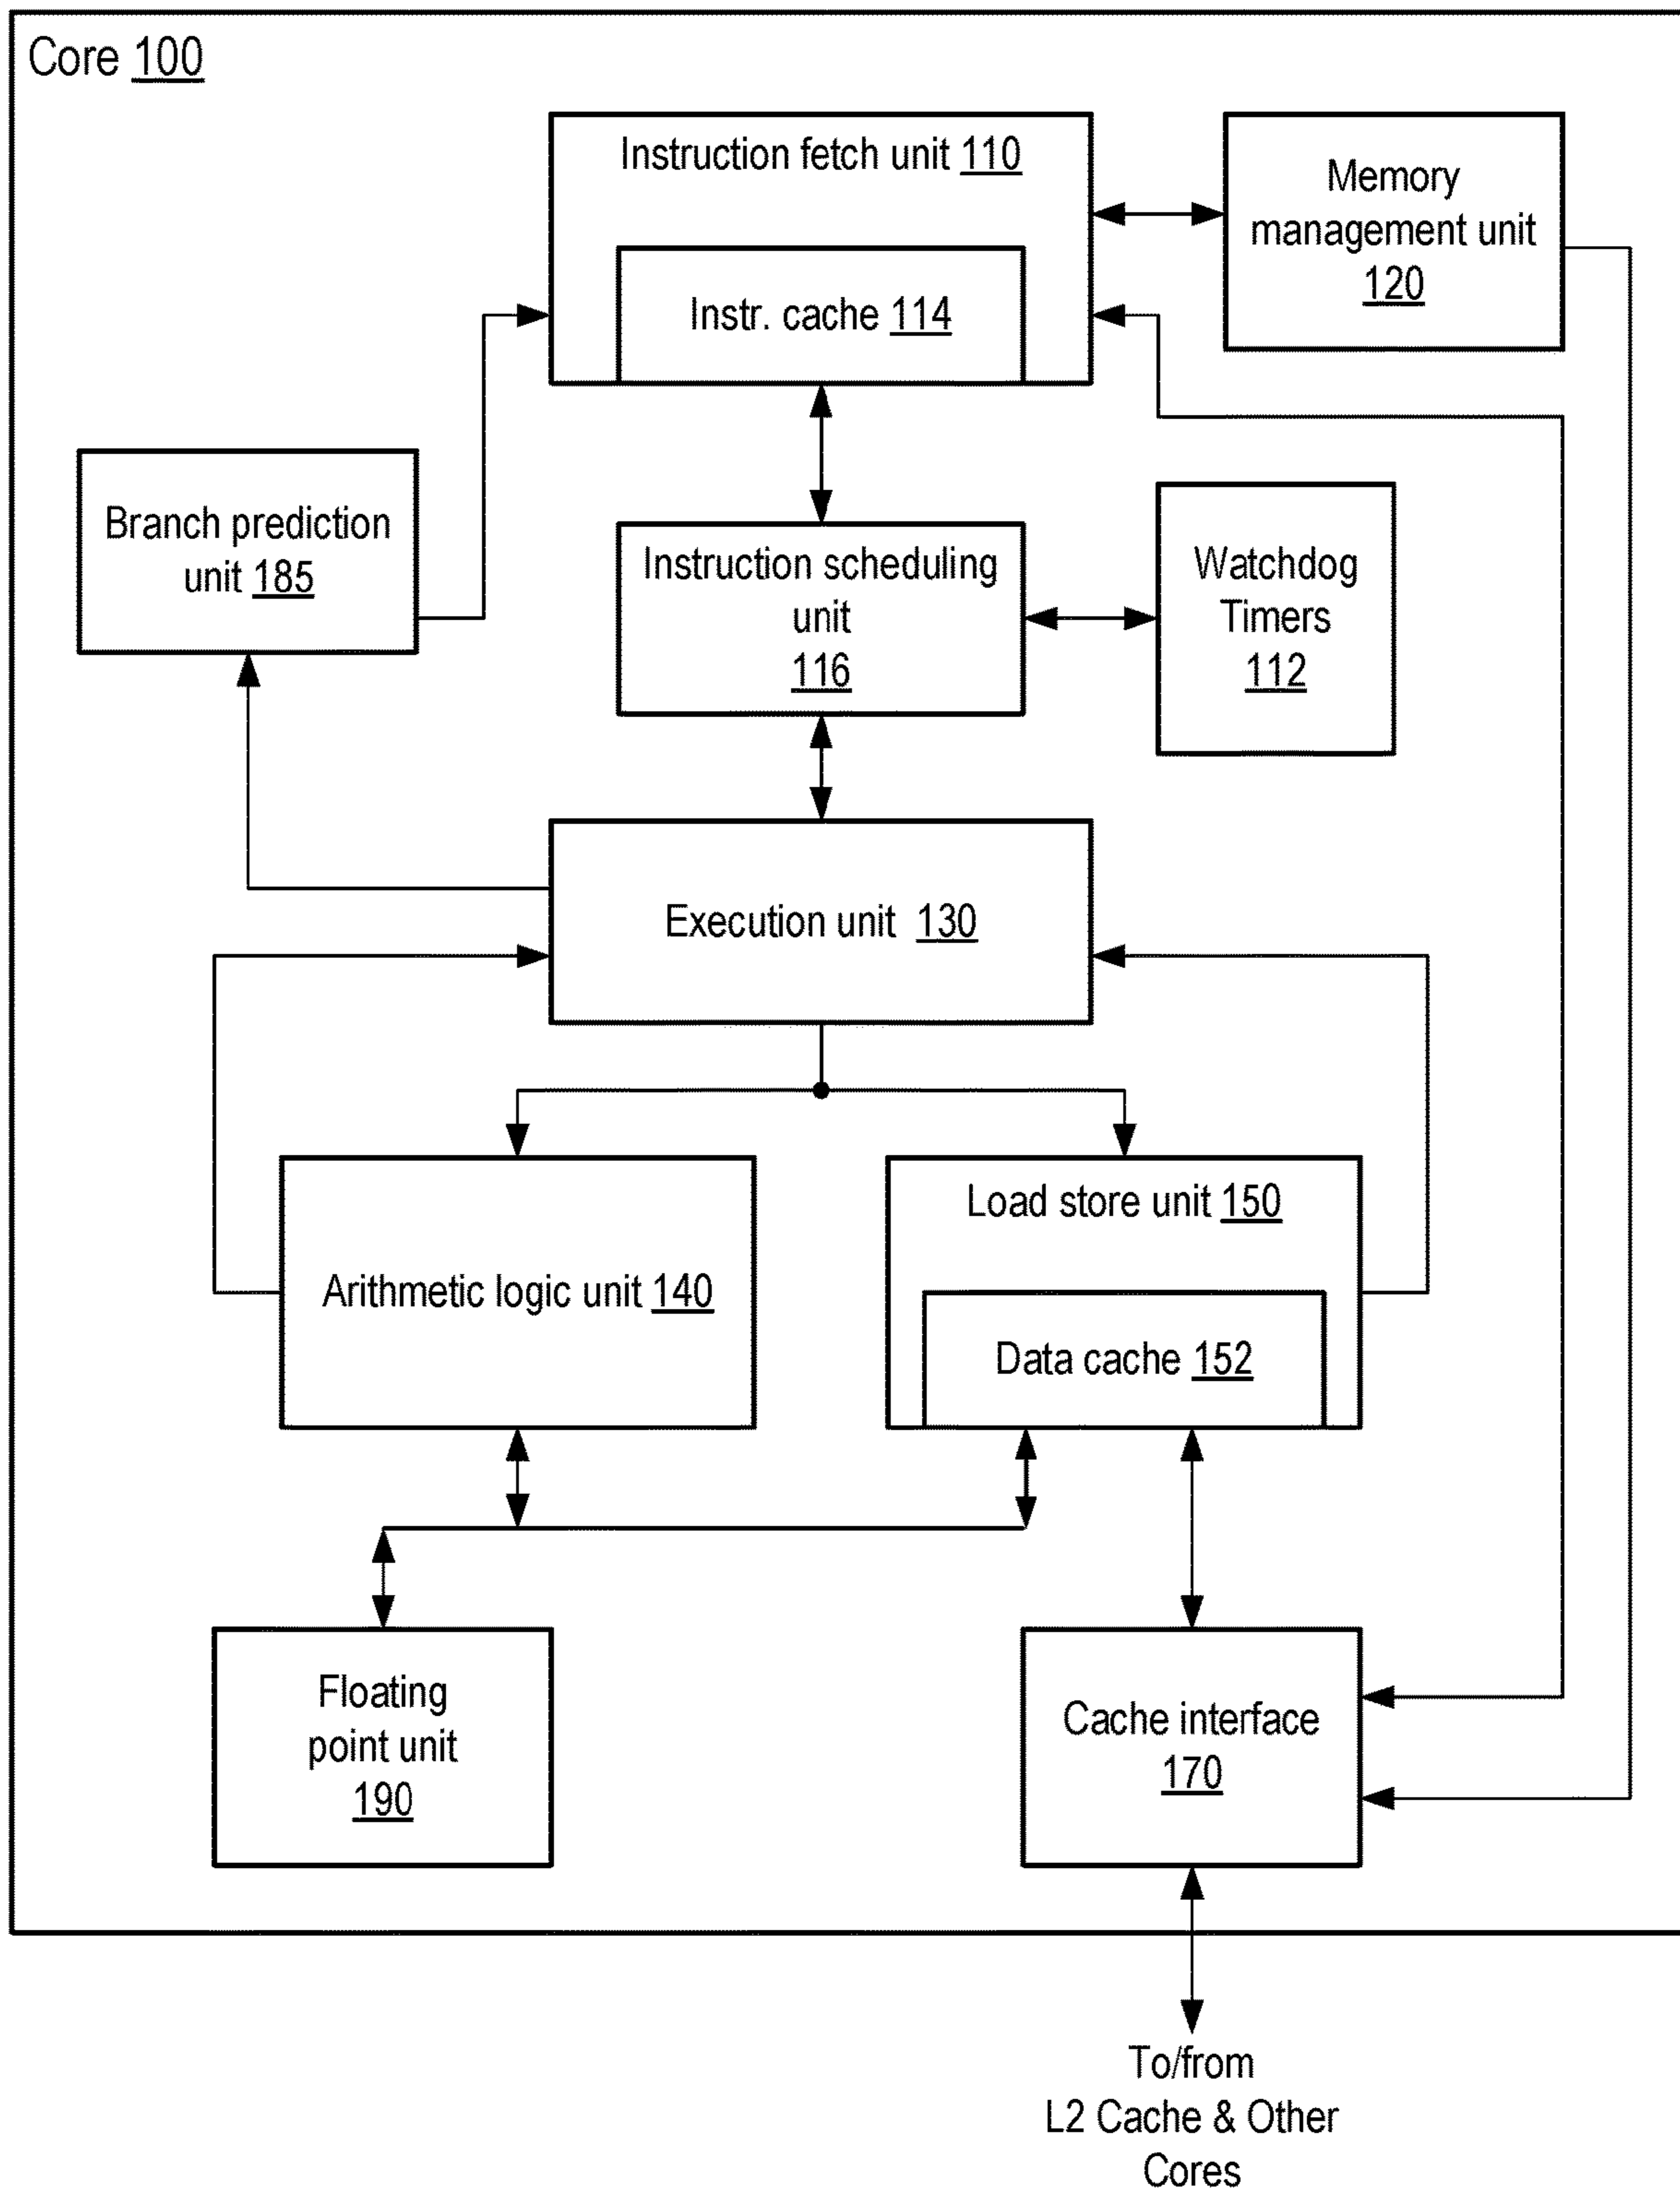 Core 100
Instruction fetch unit 110
Instr. cache 114
Memory
management unit
120
Branch prediction
unit 185
Instruction scheduling
unit
116
Watchdog
Timers
112
Execution unit 130
Arithmetic logic unit 140
Load store unit 150
Data cache 152
Floating
point unit
190
Cache interface
170
To/from
L2 Cache & Other
Cores